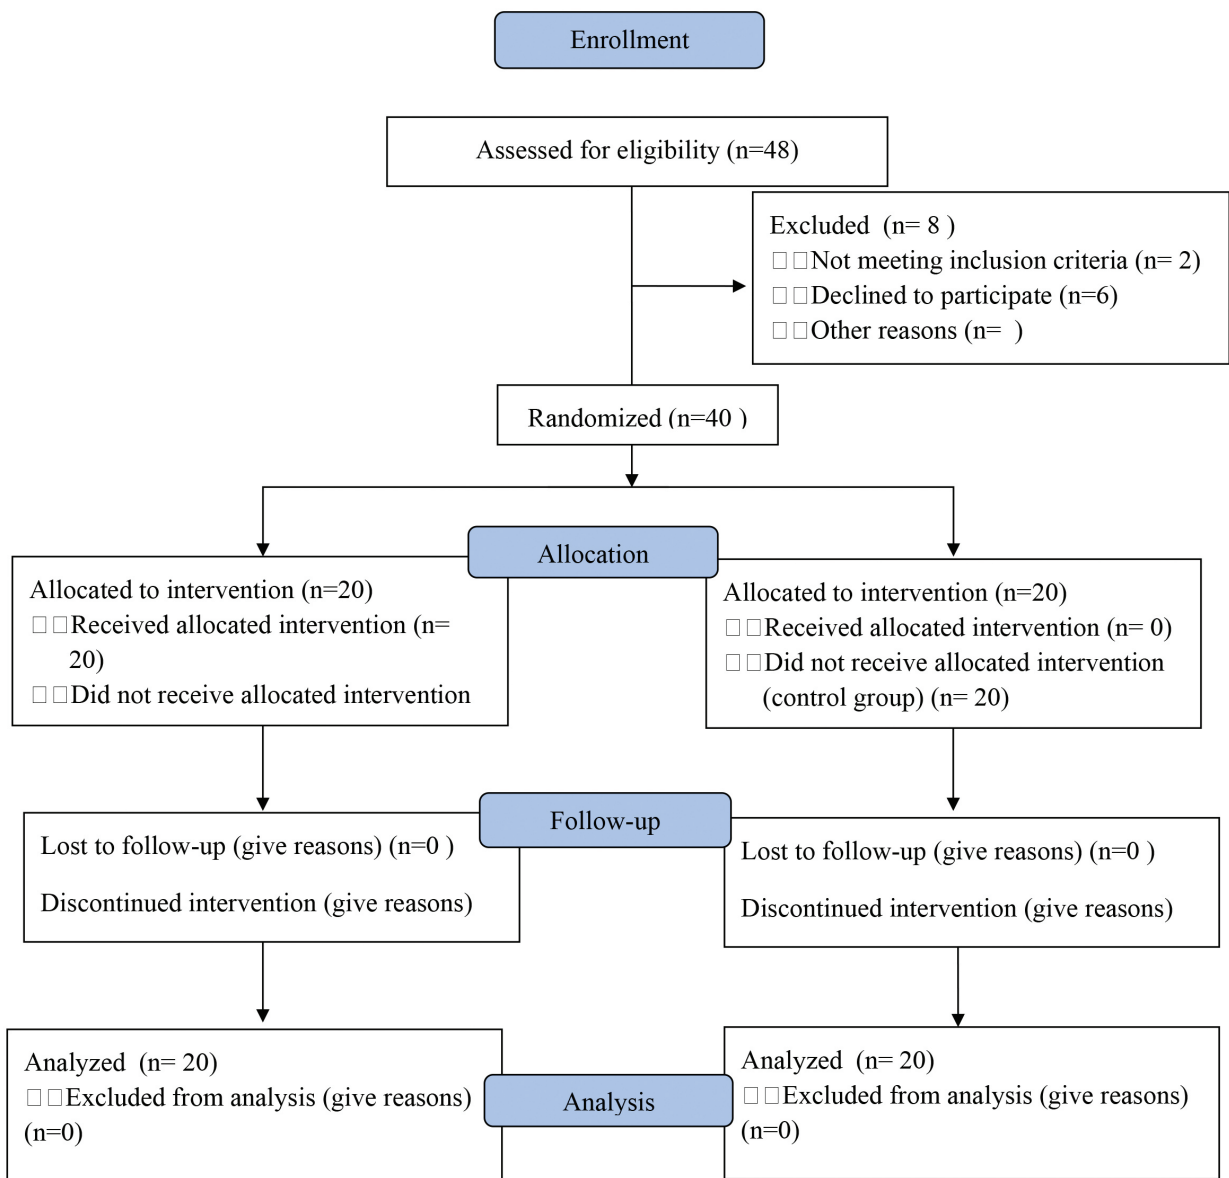 Enrollment
Assessed for eligibility (n=48)
Excluded  (n= 8 )
□□Not meeting inclusion criteria (n= 2)
□□Declined to participate (n=6)
□□Other reasons (n=  )
Randomized (n=40 )
Allocation
Allocated to intervention (n=20)
□□Received allocated intervention (n=
20)
□□Did not receive allocated intervention
Allocated to intervention (n=20)
□□Received allocated intervention (n= 0)
□□Did not receive allocated intervention
(control group) (n= 20)
Follow-up
Lost to follow-up (give reasons) (n=0 )
Discontinued intervention (give reasons)
Lost to follow-up (give reasons) (n=0 )
Discontinued intervention (give reasons)
Analysis
Analyzed  (n= 20)
□□Excluded from analysis (give reasons)
(n=0)
Analyzed  (n= 20)
□□Excluded from analysis (give reasons)
(n=0)